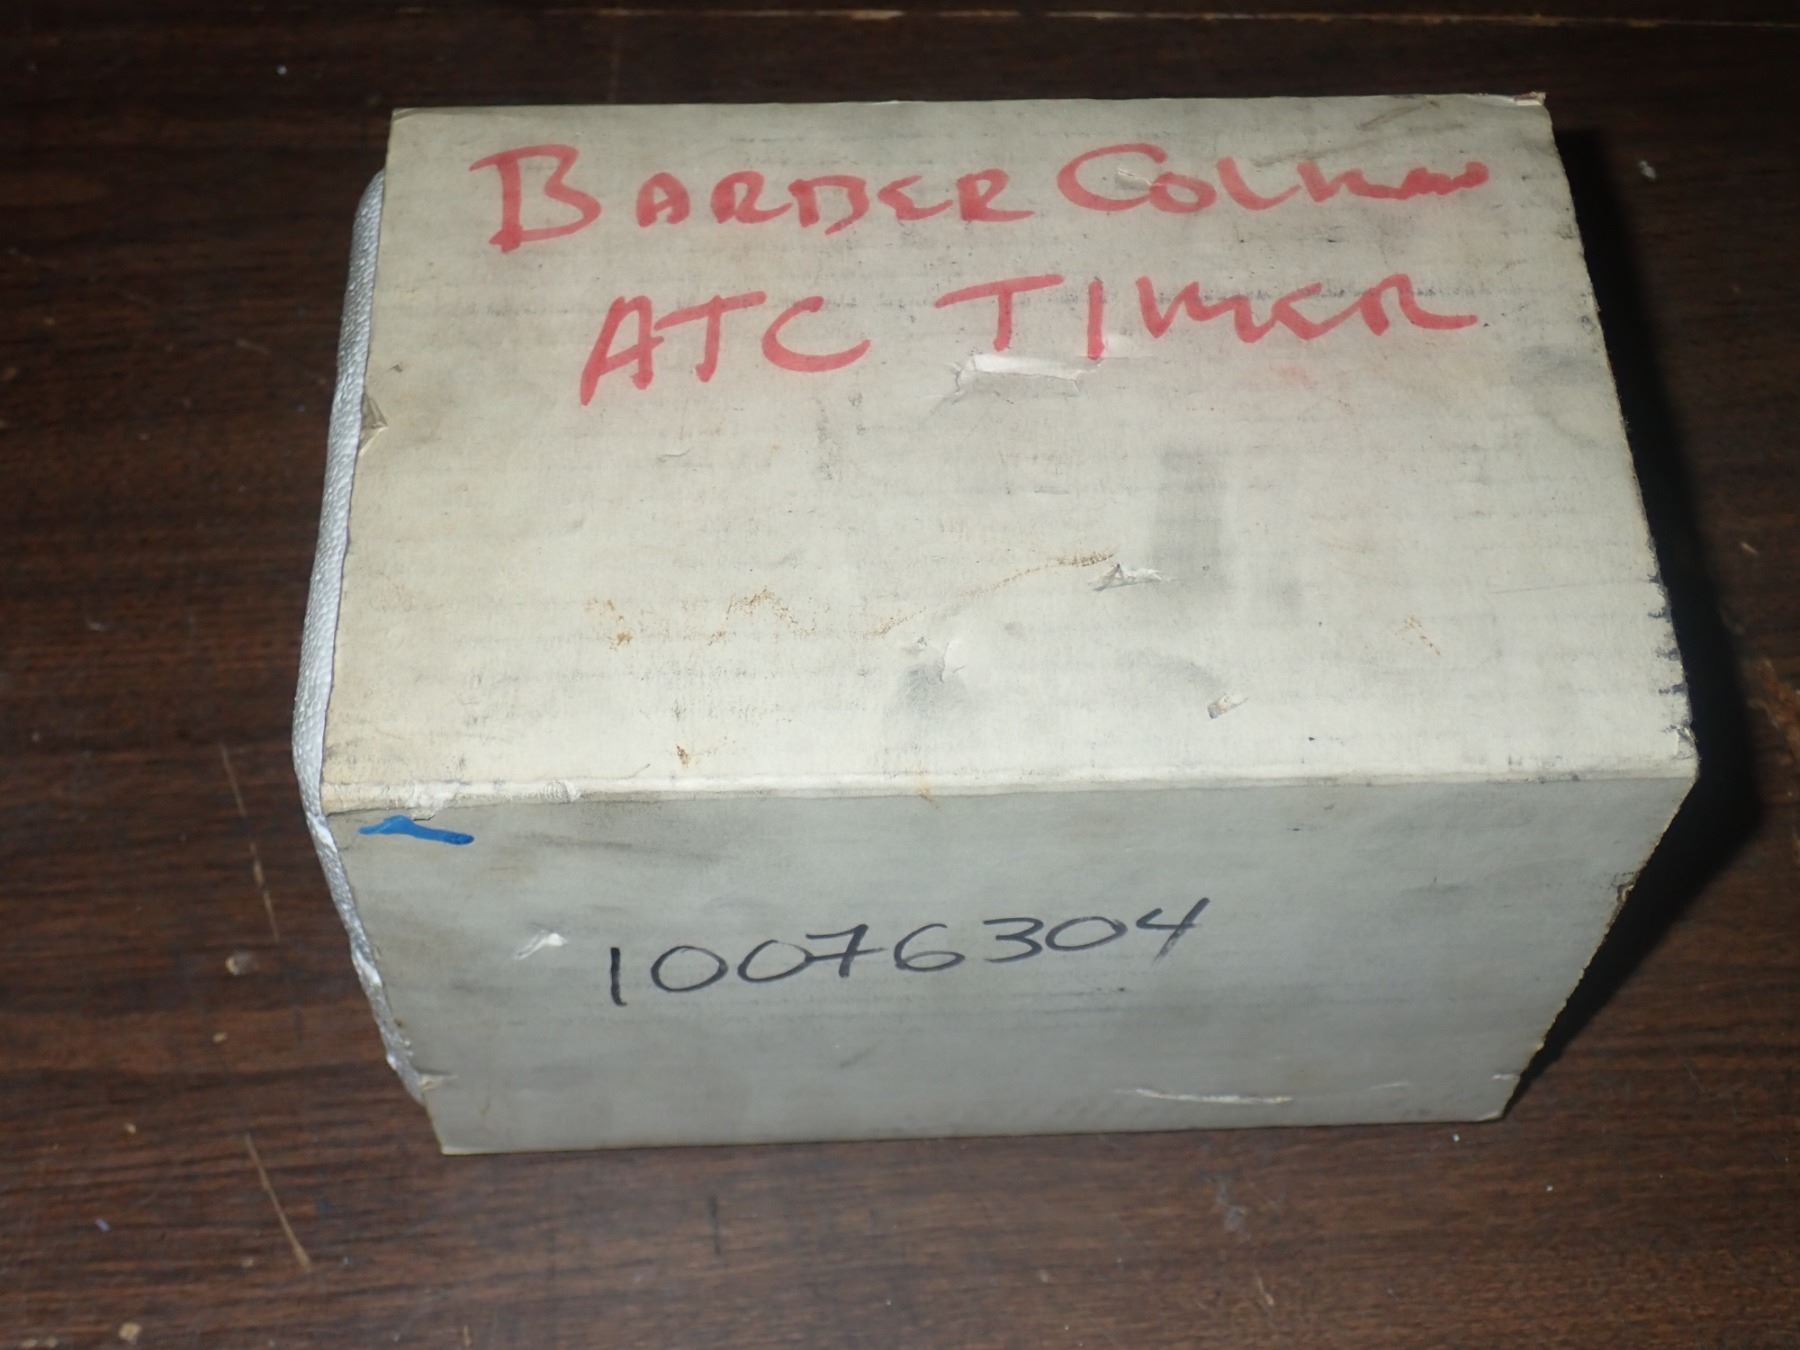 BARBER COLMAN
ATC TIMER
10076304